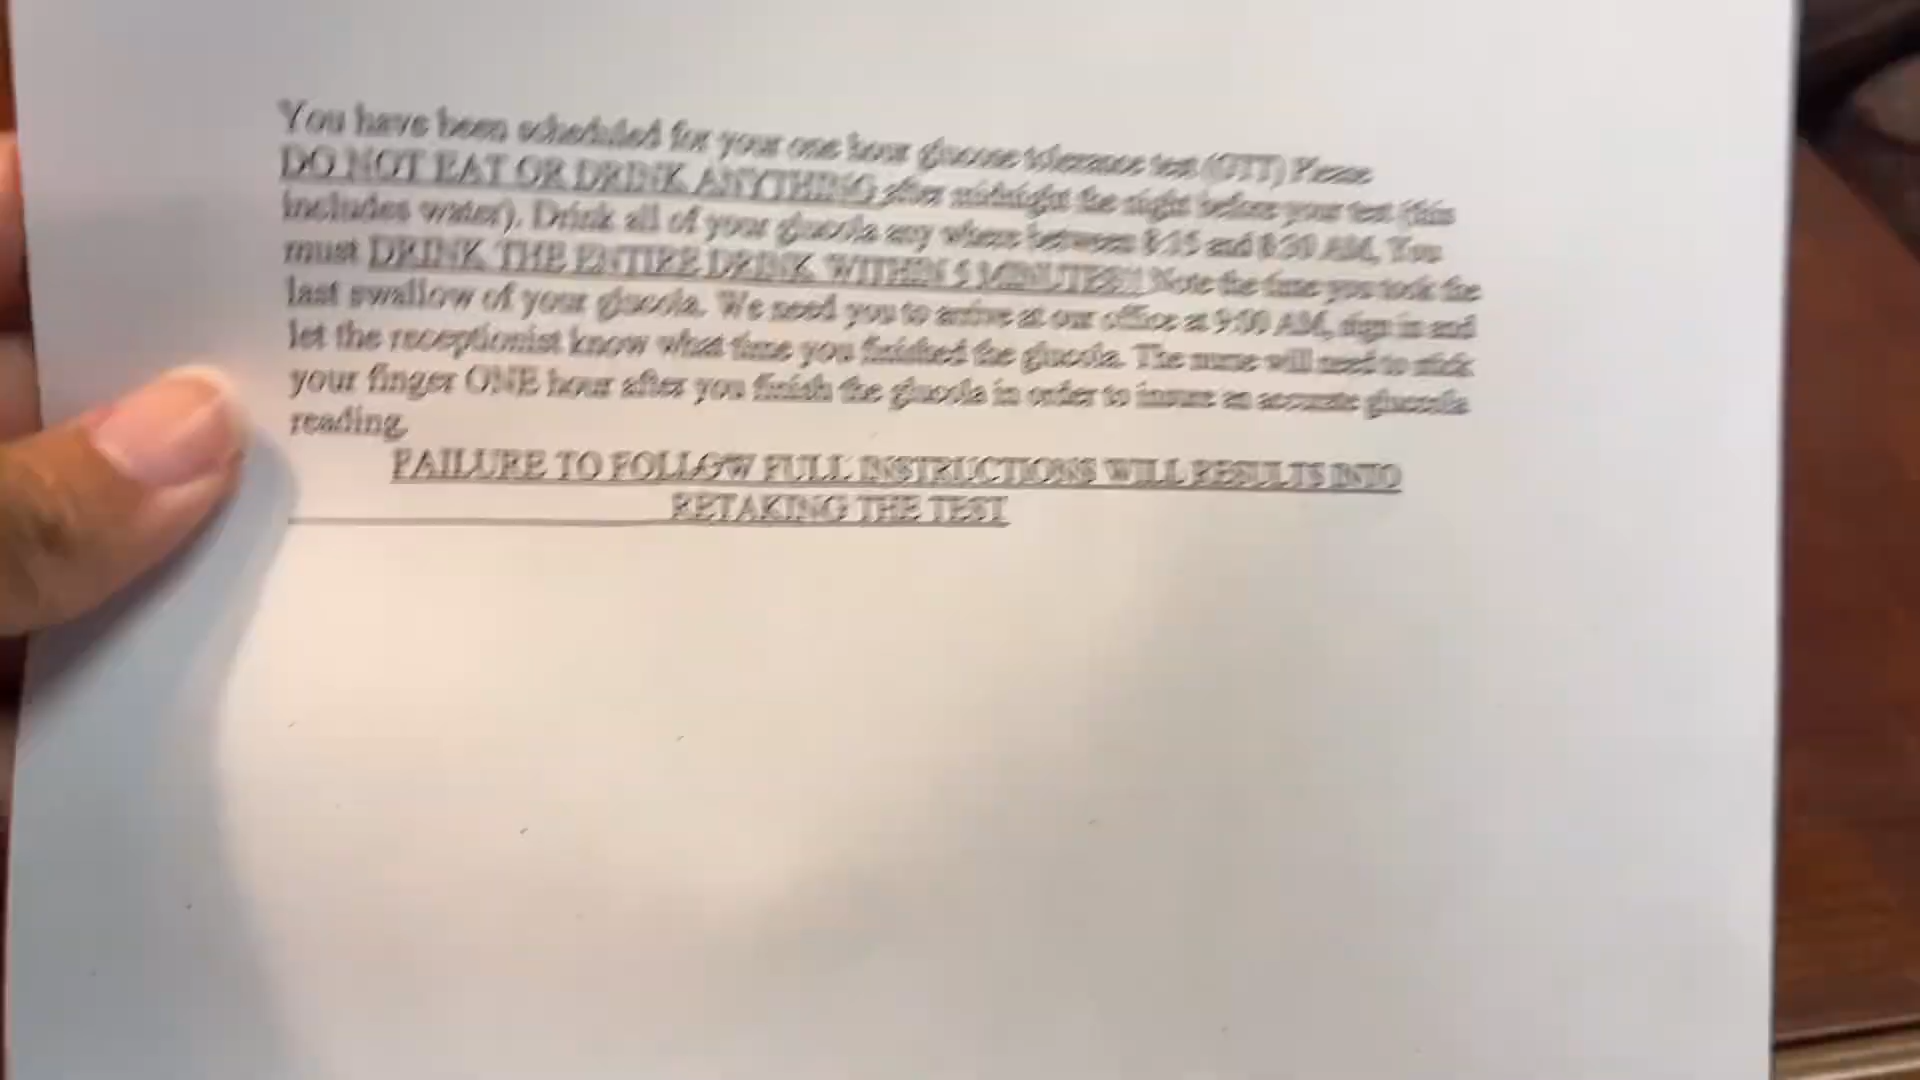 You have been scheduled for your one hour glucose tolerance test (GTT) Please
DO NOT EAT OR DRINK ANYTHING after midnight the night before your test (this
includes water). Drink all of your glucola any where between 8:15 and 8:30 AM, You
must DRINK THE ENTIRE DRINK WITHIN 5 MINUTES!! Note the time you took the
last swallow of your glucola. We need you to arrive at our office at 9:00 AM, sign in and
let the receptionist know what time you finished the glucola. The nurse will need to stick
your finger ONE hour after you finish the glucola in order to insure an accurate glucola
reading.
FAILURE TO FOLLOW FULL INSTRUCTIONS WILL RESULTS INTO
RETAKING THE TEST